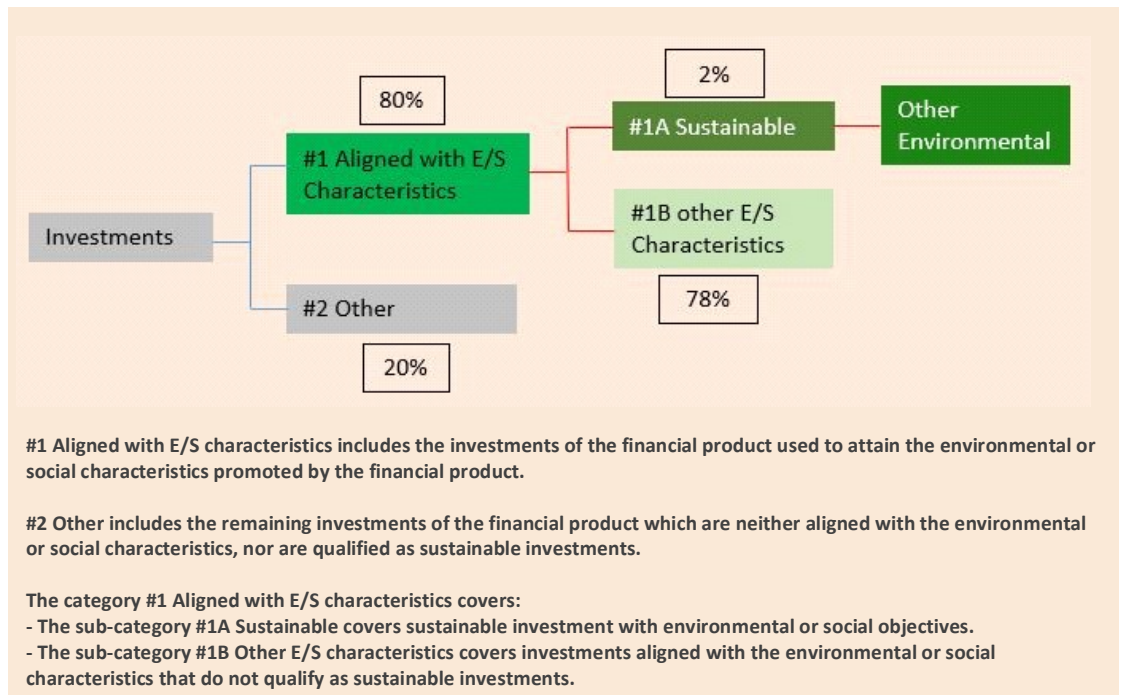 2%
80%
Other
Environmental
#1A Sustainable
#1 Aligned with E/S
Characteristics
#1B other E/S
Characteristics
Investments
78%
#2 Other
20%
#1 Aligned with E/S characteristics includes the investments of the financial product used to attain the environmental or
social characteristics promoted by the financial product.
#2 Other includes the remaining investments of the financial product which are neither aligned with the environmental
or social characteristics, nor are qualified as sustainable investments.
The category #1 Aligned with E/S characteristics covers:
- The sub-category #1A Sustainable covers sustainable investment with environmental or social objectives.
- The sub-category #1B Other E/S characteristics covers investments aligned with the environmental or social
characteristics that do not qualify as sustainable investments.